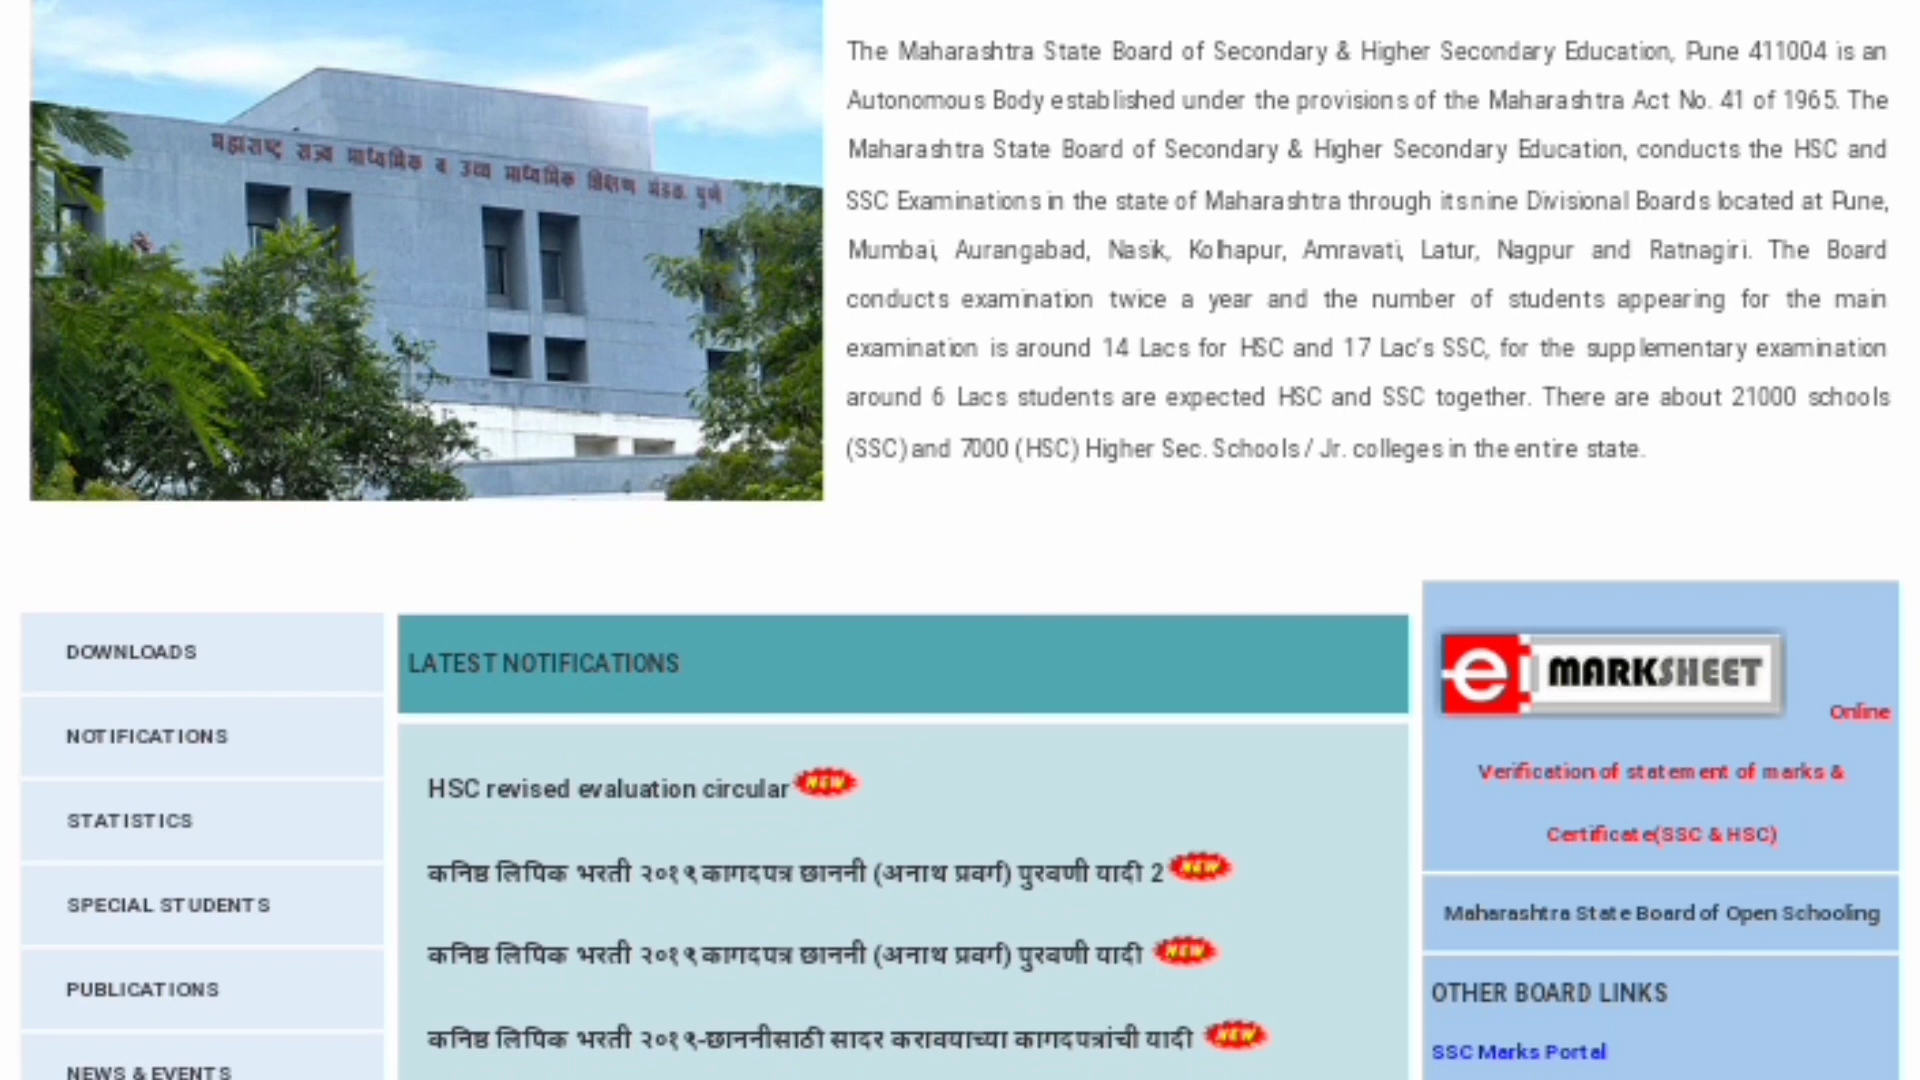 महाराष्ट्र राज्य माध्यमिक व उच्च माध्यमिक शिक्षण मंडळ. पुणे
The Maharashtra State Board of Secondary & Higher Secondary Education, Pune 411004 is an
Autonomous Body established under the provisions of the Maharashtra Act No. 41 of 1965. The
Maharashtra State Board of Secondary & Higher Secondary Education, conducts the HSC and
SSC Examinations in the state of Maharashtra through its nine Divisional Boards located at Pune,
Mumbai, Aurangabad, Nasik, Kolhapur, Amravati, Latur, Nagpur and Ratnagiri. The Board
conducts examination twice a year and the number of students appearing for the main
examination is around 14 Lacs for HSC and 17 Lac's SSC, for the supplementary examination
around 6 Lacs students are expected HSC and SSC together. There are about 21000 schools
(SSC) and 7000 (HSC) Higher Sec. Schools / Jr. colleges in the entire state.
DOWNLOADS
NOTIFICATIONS
STATISTICS
SPECIAL STUDENTS
PUBLICATIONS
NEWS & EVENTS
LATEST NOTIFICATIONS
HSC revised evaluation circular NEW
कनिष्ठ लिपिक भरती २०१९ कागदपत्र छाननी (अनाथ प्रवर्ग) पुरवणी यादी 2 NEW
कनिष्ठ लिपिक भरती २०१९ कागदपत्र छाननी (अनाथ प्रवर्ग) पुरवणी यादी NEW
कनिष्ठ लिपिक भरती २०१९-छाननीसाठी सादर करावयाच्या कागदपत्रांची यादी NEW
e MARKSHEET
Online
Verification of statement of marks &
Certificate(SSC & HSC)
Maharashtra State Board of Open Schooling
OTHER BOARD LINKS
SSC Marks Portal